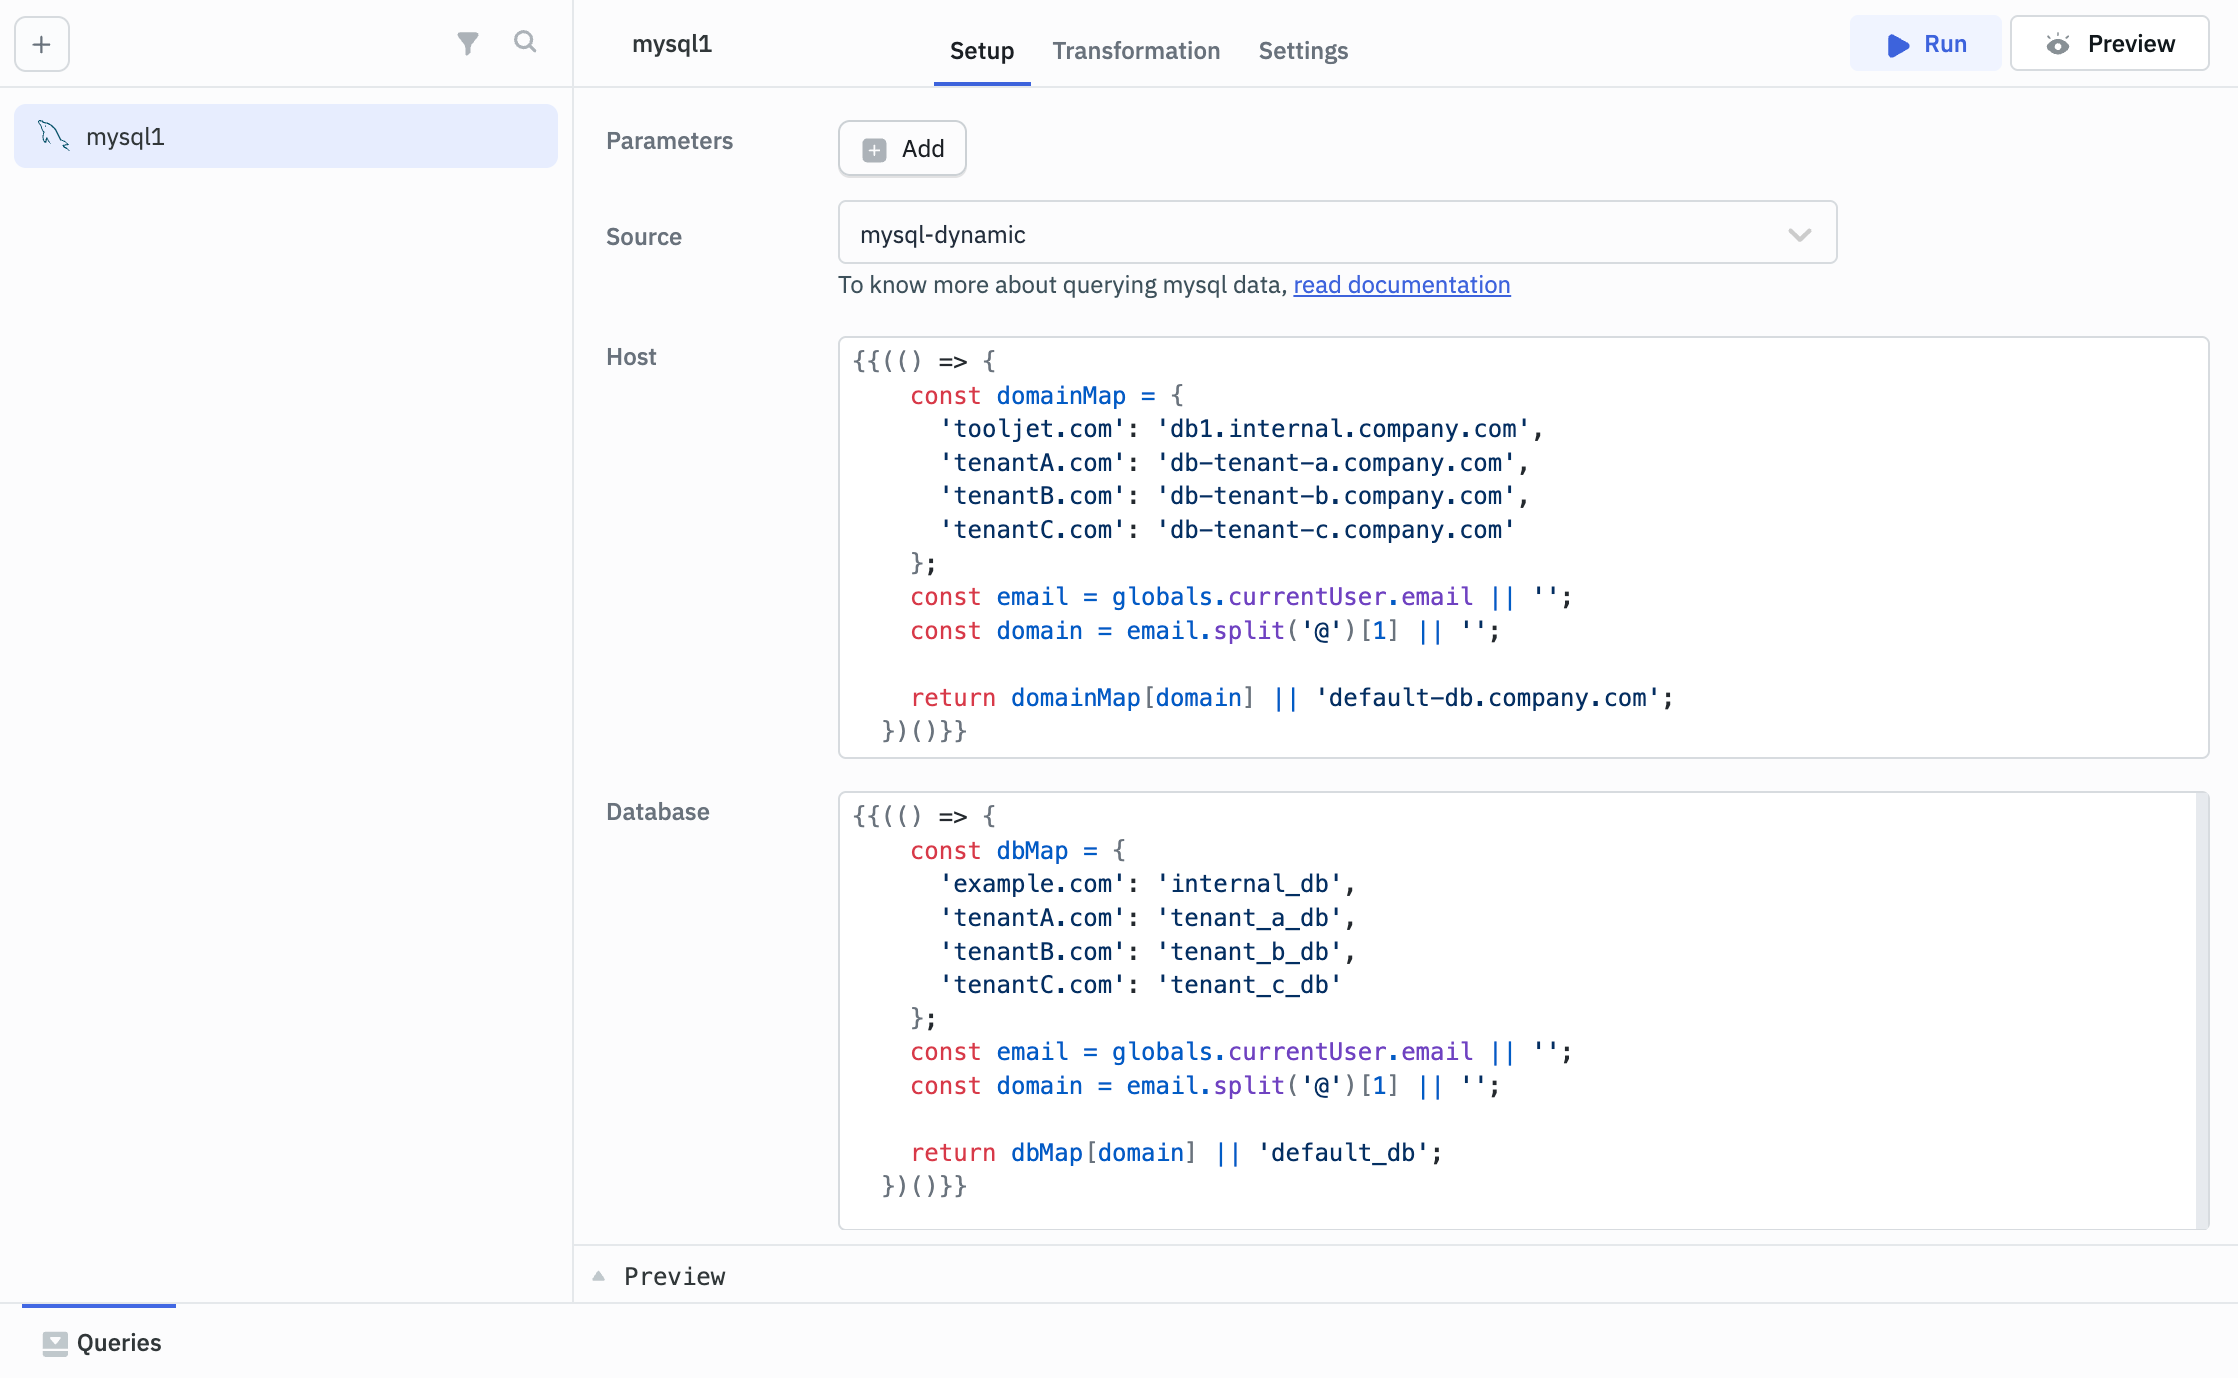 mysql1
Setup
Transformation
Settings
Run
Preview
mysql1
Parameters
Add
Source
mysql-dynamic
To know more about querying mysql data, read documentation
Host
{{(() => {
    const domainMap = {
      'tooljet.com': 'db1.internal.company.com',
      'tenantA.com': 'db-tenant-a.company.com',
      'tenantB.com': 'db-tenant-b.company.com',
      'tenantC.com': 'db-tenant-c.company.com'
    };
    const email = globals.currentUser.email || '';
    const domain = email.split('@')[1] || '';

    return domainMap[domain] || 'default-db.company.com';
  })()}}
Database
{{(() => {
    const dbMap = {
      'example.com': 'internal_db',
      'tenantA.com': 'tenant_a_db',
      'tenantB.com': 'tenant_b_db',
      'tenantC.com': 'tenant_c_db'
    };
    const email = globals.currentUser.email || '';
    const domain = email.split('@')[1] || '';

    return dbMap[domain] || 'default_db';
  })()}}
Preview
Queries